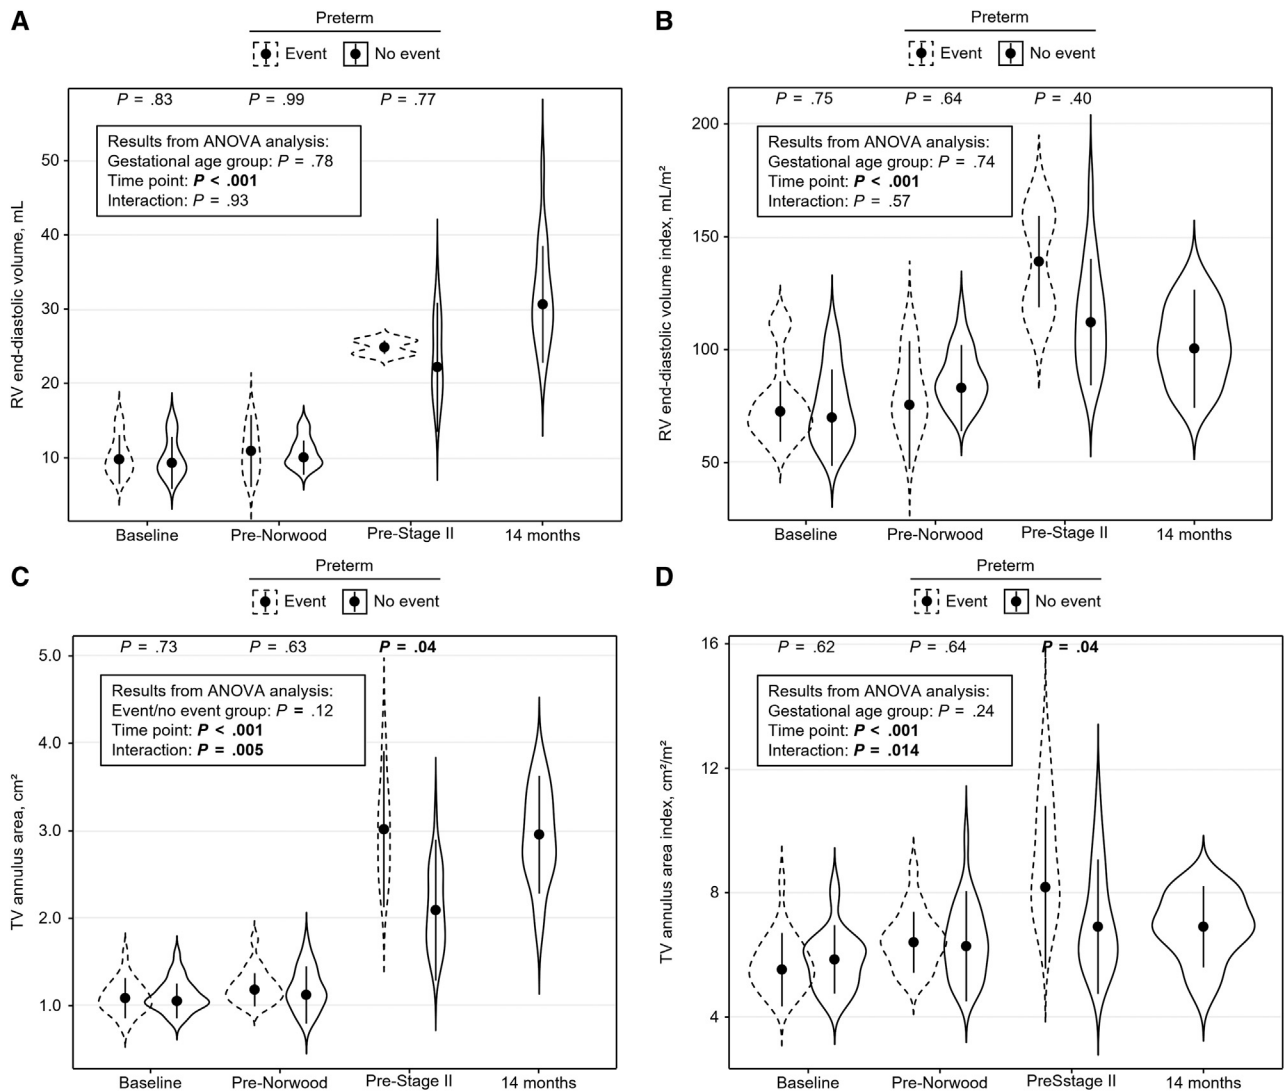 A
Preterm
Event No event
P = .83 P = .99 P = .77
Results from ANOVA analysis:
Gestational age group: P = .78
Time point: P < .001
Interaction: P = .93
RV end-diastolic volume, mL
50
40
30
20
10
Baseline Pre-Norwood Pre-Stage II 14 months
B
Preterm
Event No event
P = .75 P = .64 P = .40
Results from ANOVA analysis:
Gestational age group: P = .74
Time point: P < .001
Interaction: P = .57
RV end-diastolic volume index, mL/m²
200
150
100
50
Baseline Pre-Norwood Pre-Stage II 14 months
C
Preterm
Event No event
P = .73 P = .63 P = .04
Results from ANOVA analysis:
Event/no event group: P = .12
Time point: P < .001
Interaction: P = .005
TV annulus area, cm²
5.0
4.0
3.0
2.0
1.0
Baseline Pre-Norwood Pre-Stage II 14 months
D
Preterm
Event No event
P = .62 P = .64 P = .04
Results from ANOVA analysis:
Gestational age group: P = .24
Time point: P < .001
Interaction: P = .014
TV annulus area index, cm²/m²
16
12
8
4
Baseline Pre-Norwood PreSstage II 14 months